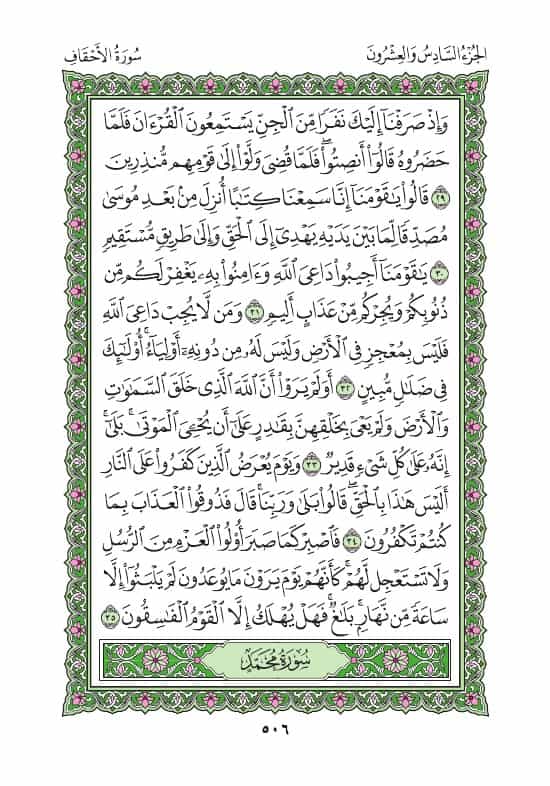 الجُزءُ السَّادِسُ وَالعِشرُونَ
سُورَةُ الأَحْقَافِ
وَإِذْ صَرَفْنَآ إِلَيْكَ نَفَرًا مِّنَ ٱلْجِنِّ يَسْتَمِعُونَ ٱلْقُرْءَانَ فَلَمَّا
حَضَرُوهُ قَالُوٓا۟ أَنصِتُوا۟ ۖ فَلَمَّا قُضِىَ وَلَّوْا۟ إِلَىٰ قَوْمِهِم مُّنذِرِينَ
٢٩ قَالُوا۟ يَٰقَوْمَنَآ إِنَّا سَمِعْنَا كِتَٰبًا أُنزِلَ مِنۢ بَعْدِ مُوسَىٰ
مُصَدِّقًا لِّمَا بَيْنَ يَدَيْهِ يَهْدِىٓ إِلَى ٱلْحَقِّ وَإِلَىٰ طَرِيقٍ مُّسْتَقِيمٍ
٣٠ يَٰقَوْمَنَآ أَجِيبُوا۟ دَاعِىَ ٱللَّهِ وَءَامِنُوا۟ بِهِۦ يَغْفِرْ لَكُم مِّن
ذُنُوبِكُمْ وَيُجِرْكُم مِّنْ عَذَابٍ أَلِيمٍ ٣١ وَمَن لَّا يُجِبْ دَاعِىَ ٱللَّهِ
فَلَيْسَ بِمُعْجِزٍ فِى ٱلْأَرْضِ وَلَيْسَ لَهُۥ مِن دُونِهِۦٓ أَوْلِيَآءُ ۚ أُو۟لَٰٓئِكَ
فِى ضَلَٰلٍ مُّبِينٍ ٣٢ أَوَلَمْ يَرَوْا۟ أَنَّ ٱللَّهَ ٱلَّذِى خَلَقَ ٱلسَّمَٰوَٰتِ
وَٱلْأَرْضَ وَلَمْ يَعْىَ بِخَلْقِهِنَّ بِقَٰدِرٍ عَلَىٰٓ أَن يُحْۦِىَ ٱلْمَوْتَىٰ ۚ بَلَىٰٓ
إِنَّهُۥ عَلَىٰ كُلِّ شَىْءٍ قَدِيرٌ ٣٣ وَيَوْمَ يُعْرَضُ ٱلَّذِينَ كَفَرُوا۟ عَلَى ٱلنَّارِ
أَلَيْسَ هَٰذَا بِٱلْحَقِّ ۖ قَالُوا۟ بَلَىٰ وَرَبِّنَا ۚ قَالَ فَذُوقُوا۟ ٱلْعَذَابَ بِمَا
كُنتُمْ تَكْفُرُونَ ٣٤ فَٱصْبِرْ كَمَا صَبَرَ أُو۟لُوا۟ ٱلْعَزْمِ مِنَ ٱلرُّسُلِ
وَلَا تَسْتَعْجِل لَّهُمْ ۚ كَأَنَّهُمْ يَوْمَ يَرَوْنَ مَا يُوعَدُونَ لَمْ يَلْبَثُوٓا۟ إِلَّا
سَاعَةً مِّن نَّهَارٍۭ ۚ بَلَٰغٌ ۚ فَهَلْ يُهْلَكُ إِلَّا ٱلْقَوْمُ ٱلْفَٰسِقُونَ ٣٥
سُورَةُ مُحَمَّدٍ
٥٠٦